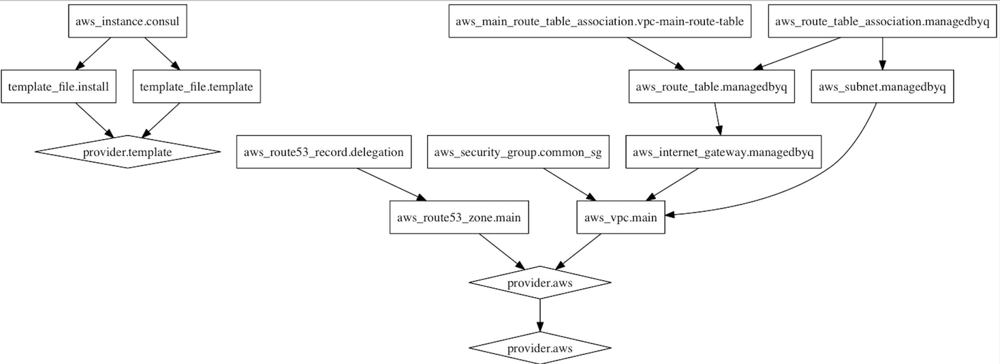 aws_instance.consul
aws_main_route_table_association.vpc-main-route-table
aws_route_table_association.managedbyq
template_file.install
template_file.template
aws_route_table.managedbyq
aws_subnet.managedbyq
provider.template
aws_route53_record.delegation
aws_security_group.common_sg
aws_internet_gateway.managedbyq
aws_route53_zone.main
aws_vpc.main
provider.aws
provider.aws